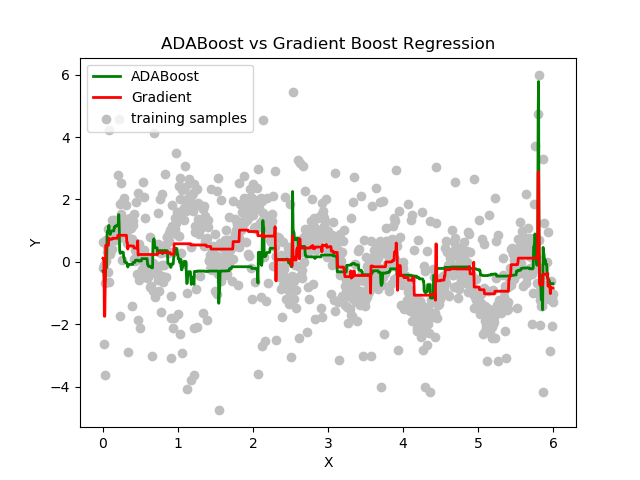 ADABoost vs Gradient Boost Regression
ADABoost
Gradient
training samples
6
4
2
0
−2
−4
Y
0 1 2 3 4 5 6
X